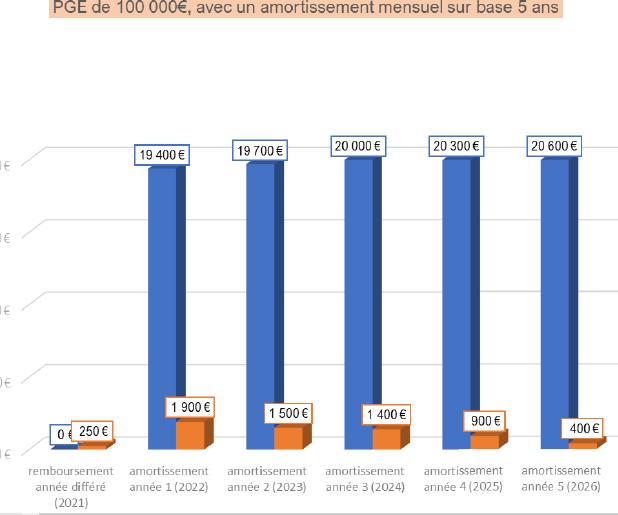 PGE de 100 000€, avec un amortissement mensuel sur base 5 ans
19 400 €
19 700 €
20 000 €
20 300 €
20 600 €
0 €
250 €
1 900 €
1 500 €
1 400 €
900 €
400 €
remboursement
année différé
(2021)
amortissement
année 1 (2022)
amortissement
année 2 (2023)
amortissement
année 3 (2024)
amortissement
année 4 (2025)
amortissement
année 5 (2026)